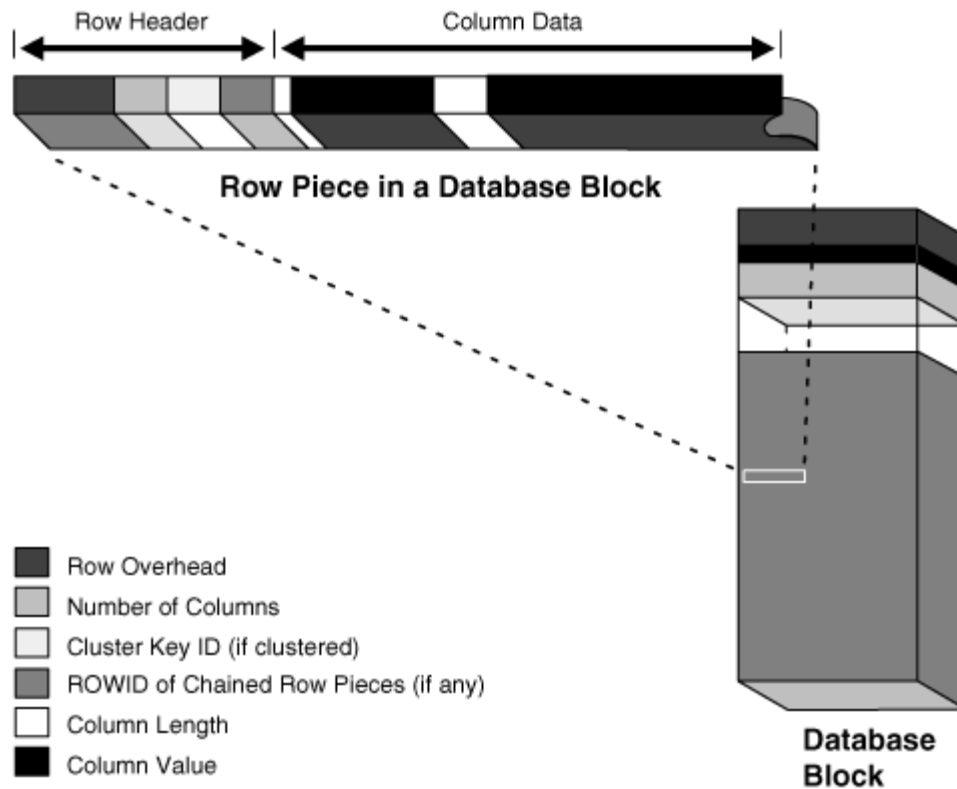 Row Header
Column Data
Row Piece in a Database Block
Row Overhead
Number of Columns
Cluster Key ID (if clustered)
ROWID of Chained Row Pieces (if any)
Column Length
Column Value
Database
Block